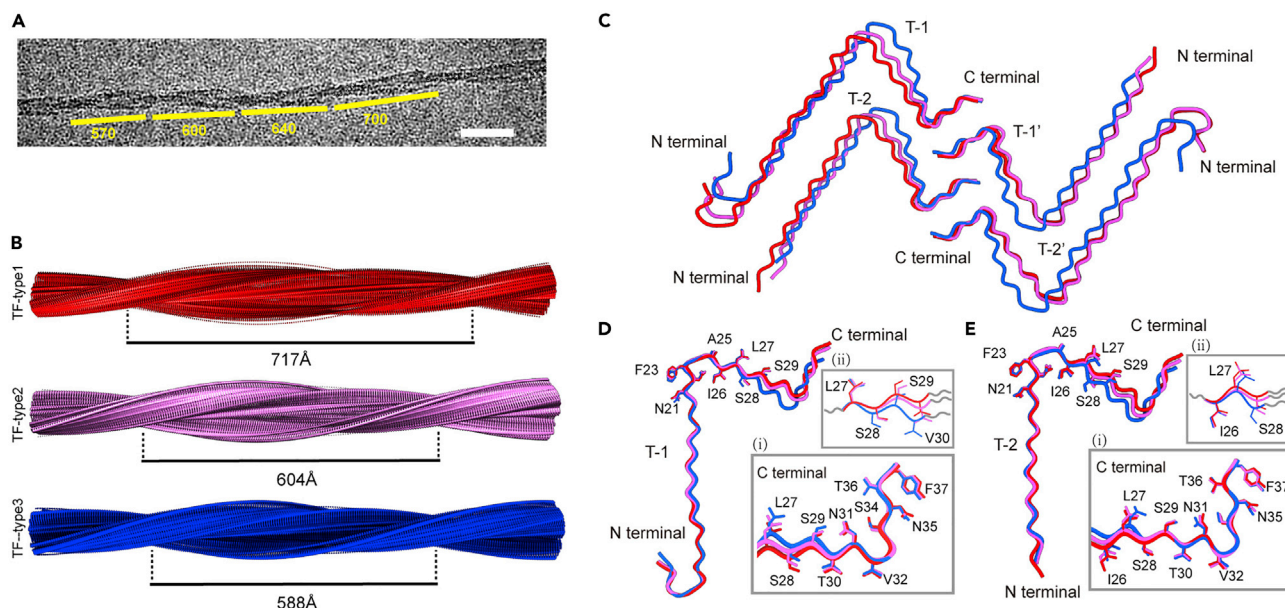 A
570
600
640
700
B
TF-type1
717Å
TF-type2
604Å
TF--type3
588Å
C
T-1
N terminal
C terminal
T-2
T-1'
N terminal
N terminal
C terminal
T-2'
N terminal
D
C terminal
A25
L27
F23
S29
(ii)
N21
I26
S28
L27
S29
S28
V30
T-1
(i)
C terminal
T36
F37
L27
S29
N31
S34
N35
N terminal
S28
T30
V32
E
C terminal
A25
L27
F23
S29
(ii)
N21
I26
S28
L27
I26
S28
T-2
(i)
C terminal
T36
F37
L27
S29
N31
N35
I26
S28
T30
V32
N terminal